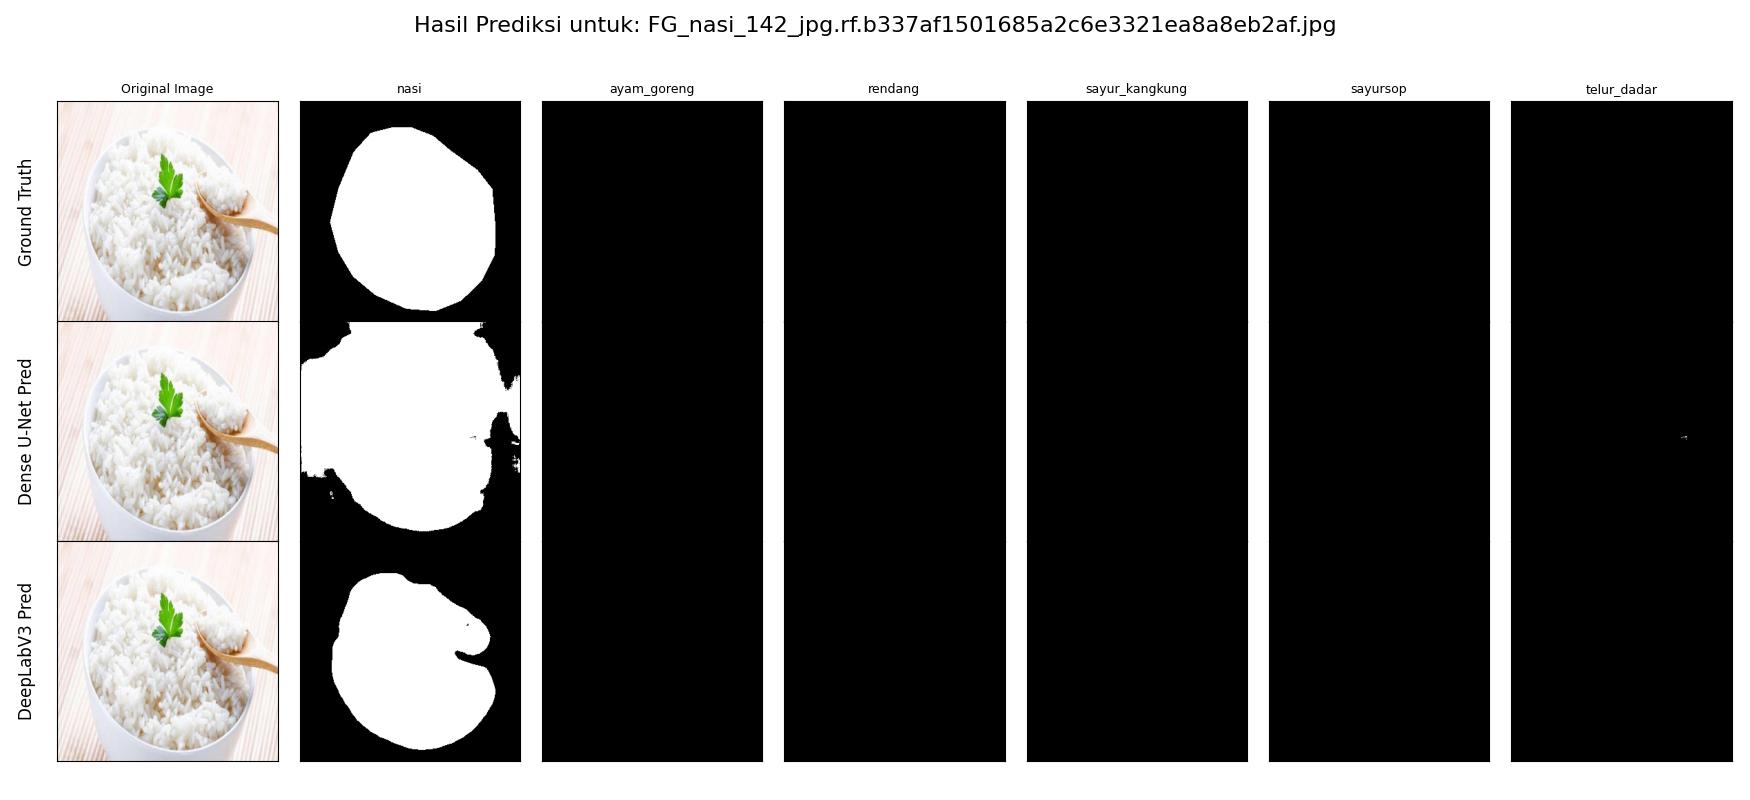 Hasil Prediksi untuk: FG_nasi_142_jpg.rf.b337af1501685a2c6e3321ea8a8eb2af.jpg
Original Image
nasi
ayam_goreng
rendang
sayur_kangkung
sayursop
telur_dadar
Ground Truth
Dense U-Net Pred
DeepLabV3 Pred